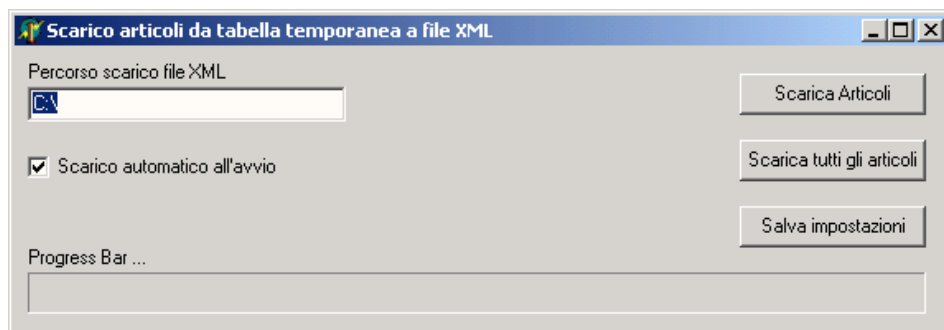 Scarico articoli da tabella temporanea a file XML
Percorso scarico file XML
C:\
Scarica Articoli
Scarico automatico all'avvio
Scarica tutti gli articoli
Salva impostazioni
Progress Bar ...